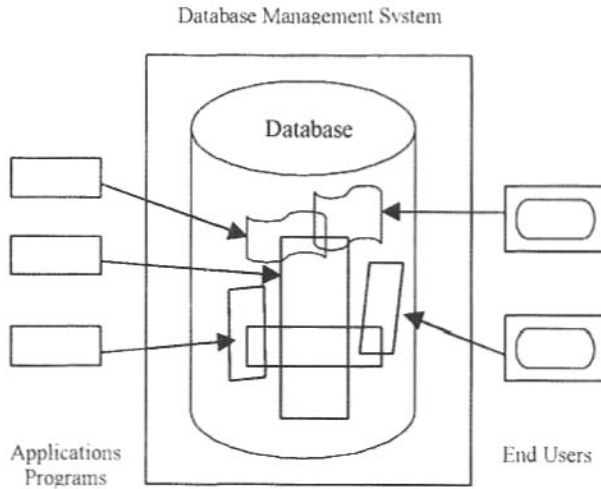 Database Management System
Database
Applications
Programs
End Users